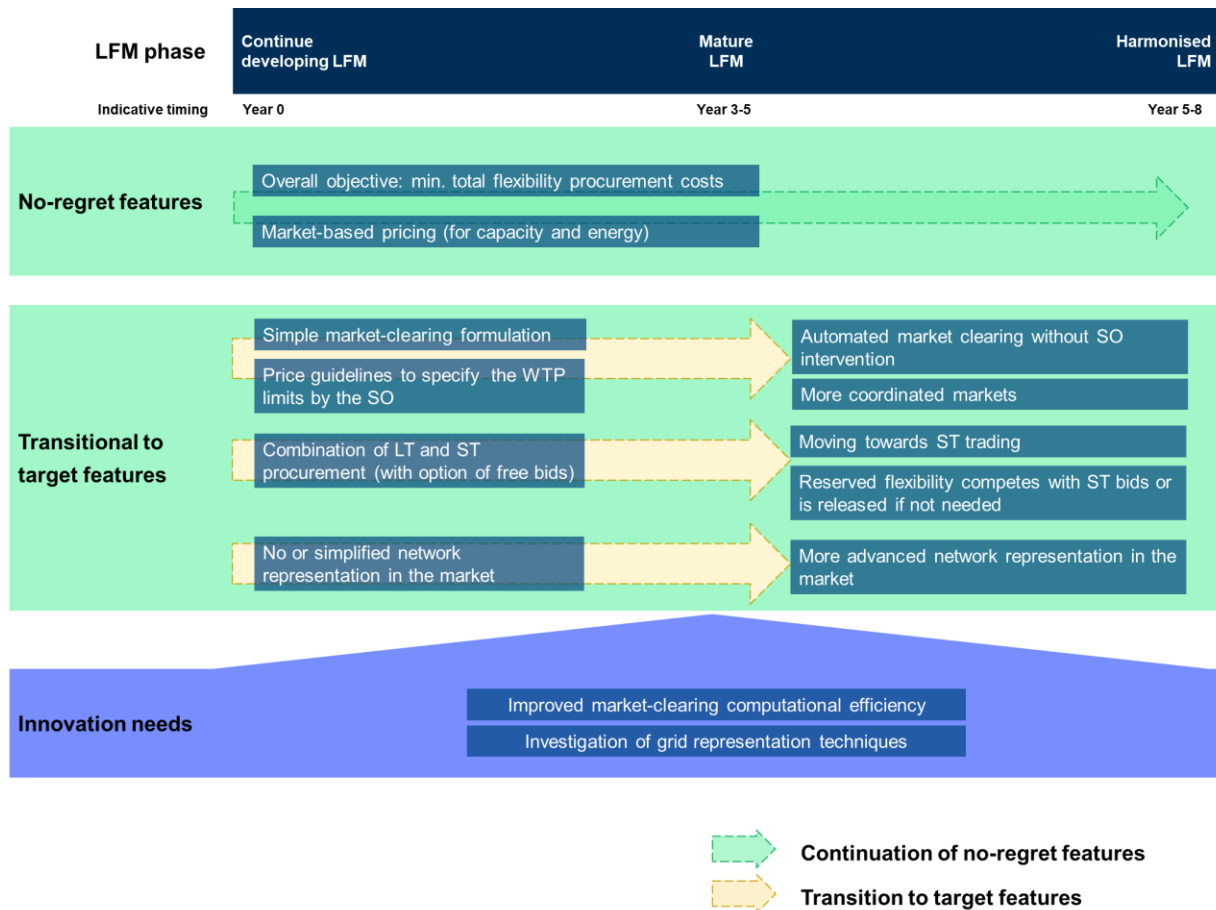 LFM phase
Continue
developing LFM
Mature
LFM
Harmonised
LFM
Indicative timing
Year 0
Year 3-5
Year 5-8
No-regret features
Overall objective: min. total flexibility procurement costs
Market-based pricing (for capacity and energy)
Transitional to
target features
Simple market-clearing formulation
Price guidelines to specify the WTP
limits by the SO
Combination of LT and ST
procurement (with option of free bids)
No or simplified network
representation in the market
Automated market clearing without SO
intervention
More coordinated markets
Moving towards ST trading
Reserved flexibility competes with ST bids or
is released if not needed
More advanced network representation in the
market
Innovation needs
Improved market-clearing computational efficiency
Investigation of grid representation techniques
Continuation of no-regret features
Transition to target features